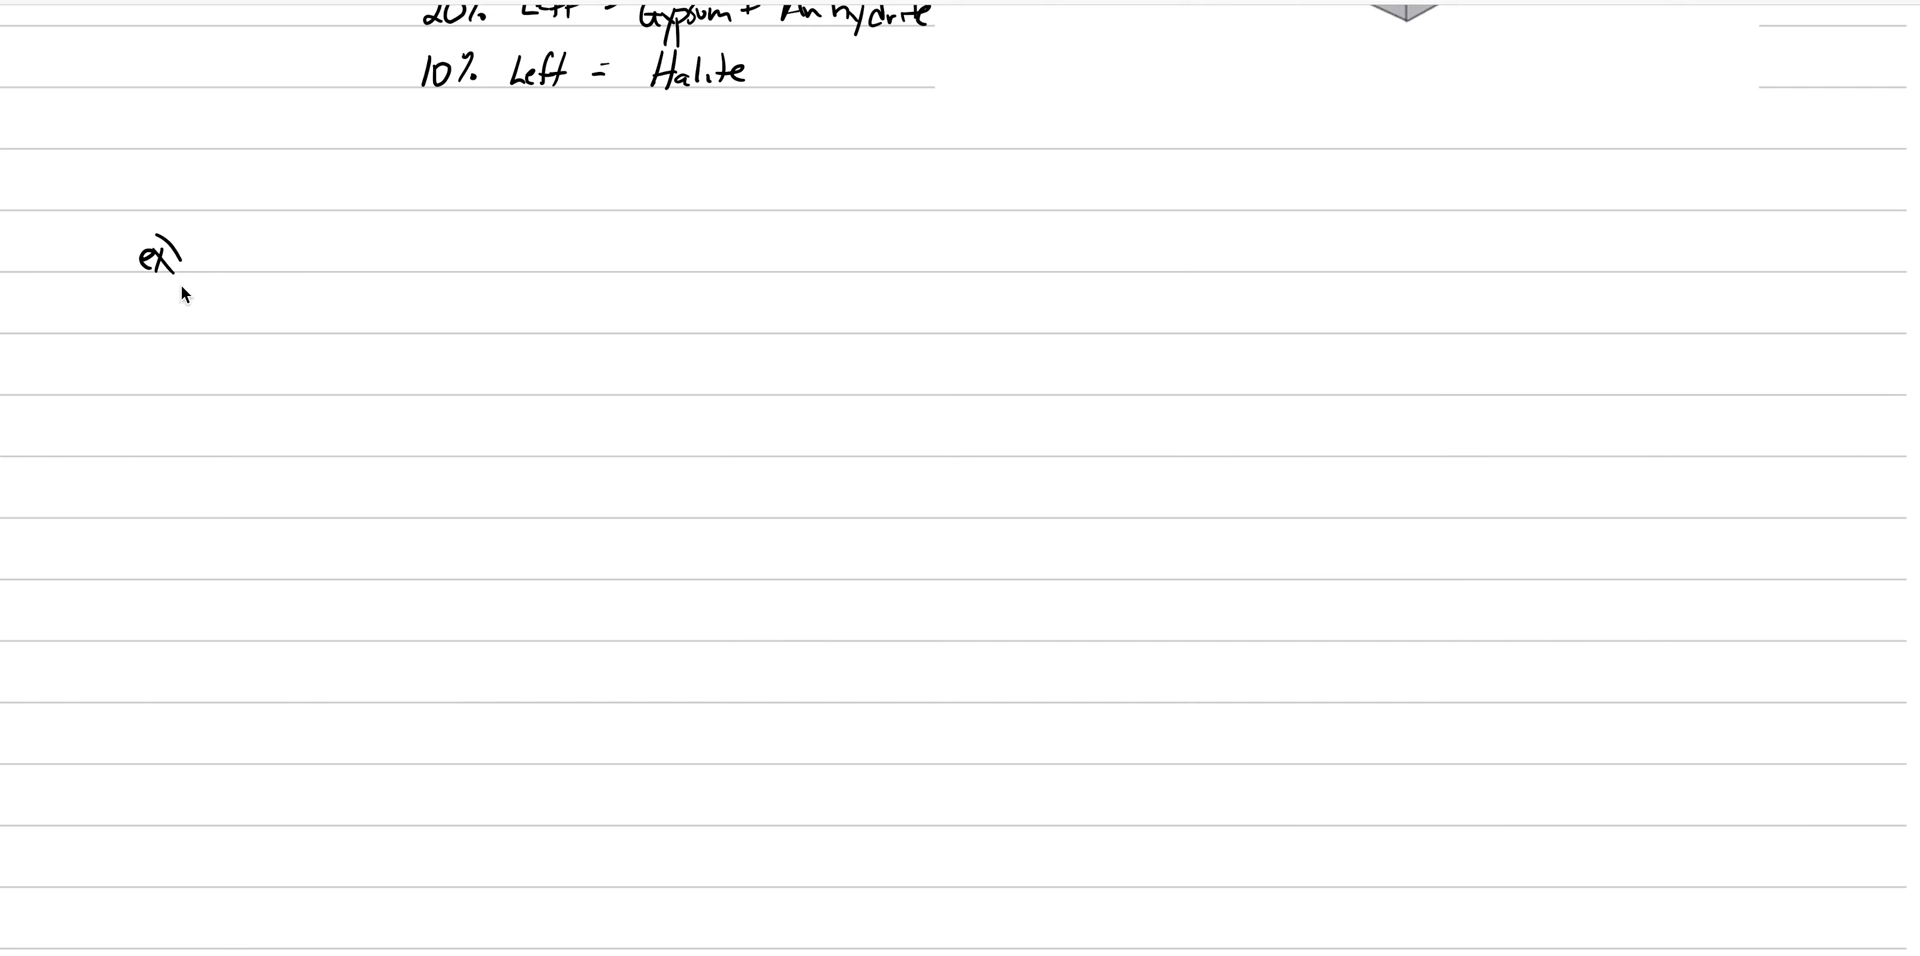 20% Left = Gypsum + Anhydrite
10% Left = Halite
ex)